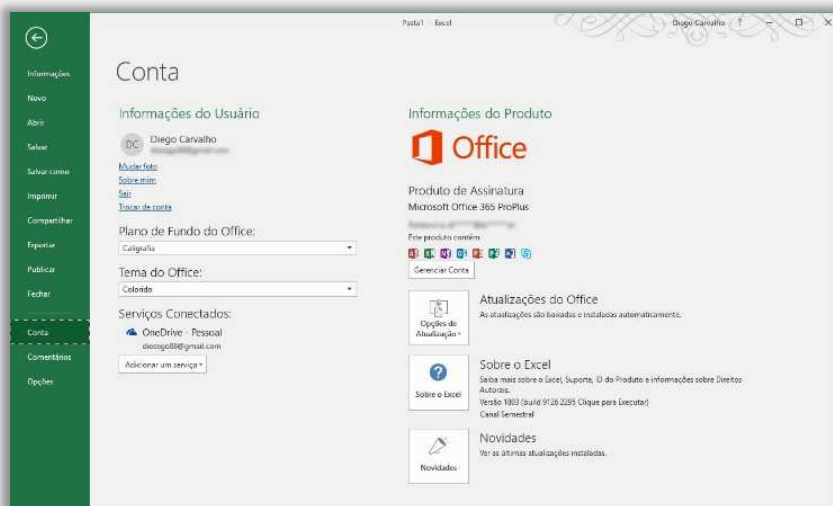 Pasta1 - Excel
Diego Carvalho
?
Informações
Novo
Abrir
Salvar
Salvar como
Imprimir
Compartilhar
Exportar
Publicar
Fechar
Conta
Comentários
Opções
Conta
Informações do Usuário
DC
Diego Carvalho
Mudar foto
Sobre mim
Sair
Trocar de conta
Plano de Fundo do Office:
Caligrafia
Tema do Office:
Colorido
Serviços Conectados:
OneDrive - Pessoal
Adicionar um serviço
Informações do Produto
Office
Produto de Assinatura
Microsoft Office 365 ProPlus
Este produto contém
Gerenciar Conta
Opções de
Atualização
Atualizações do Office
As atualizações são baixadas e instaladas automaticamente.
Sobre o Excel
Sobre o Excel
Saiba mais sobre o Excel, Suporte, ID do Produto e informações sobre Direitos
Autorais.
Versão 1803 (build 9126.2295 Clique para Executar)
Canal Semestral
Novidades
Novidades
Ver as últimas atualizações instaladas.